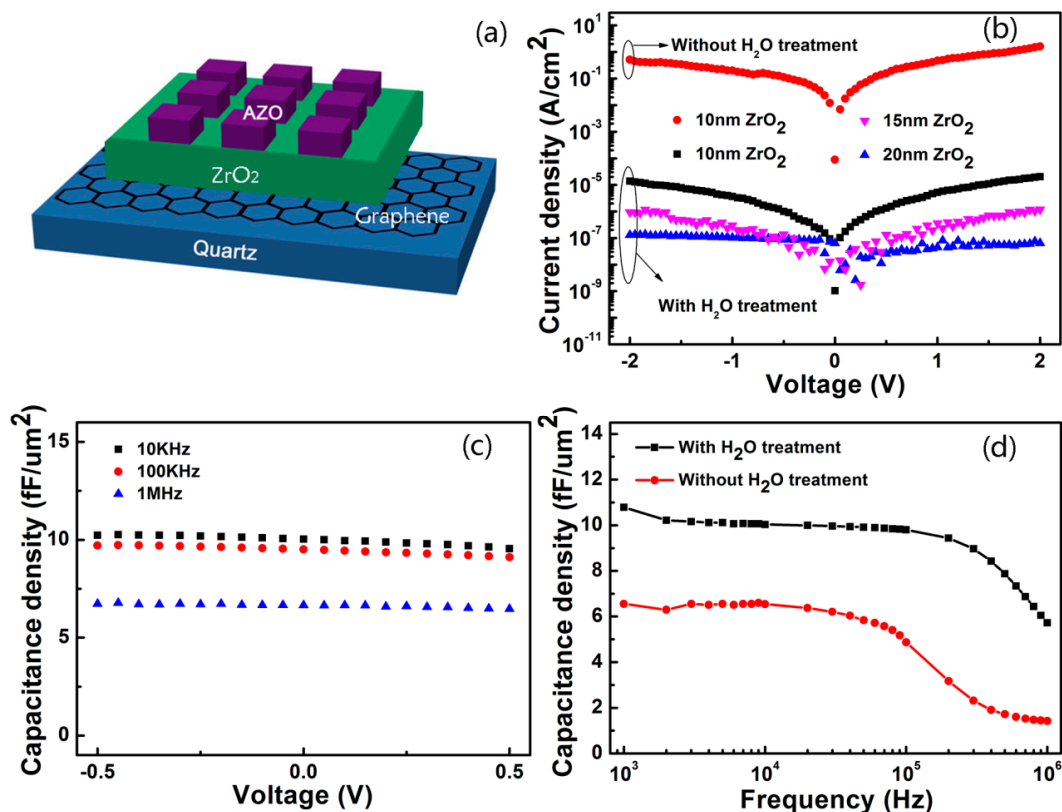 (a)
AZO
ZrO2
Graphene
Quartz
(b)
Current density (A/cm2)
10^1
10^-1
10^-3
10^-5
10^-7
10^-9
10^-11
Without H2O treatment
10nm ZrO2
15nm ZrO2
10nm ZrO2
20nm ZrO2
With H2O treatment
-2
-1
0
1
2
Voltage (V)
(c)
Capacitance density (fF/um2)
15
10
5
0
10KHz
100KHz
1MHz
-0.5
0.0
0.5
Voltage (V)
(d)
Capacitance density (fF/um2)
14
12
10
8
6
4
2
0
With H2O treatment
Without H2O treatment
10^3
10^4
10^5
10^6
Frequency (Hz)